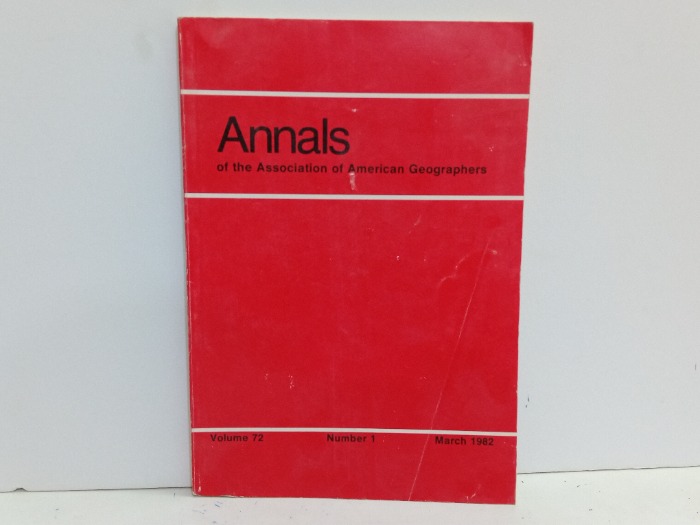 Annals
of the Association of American Geographers
Volume 72 Number 1 March 1982